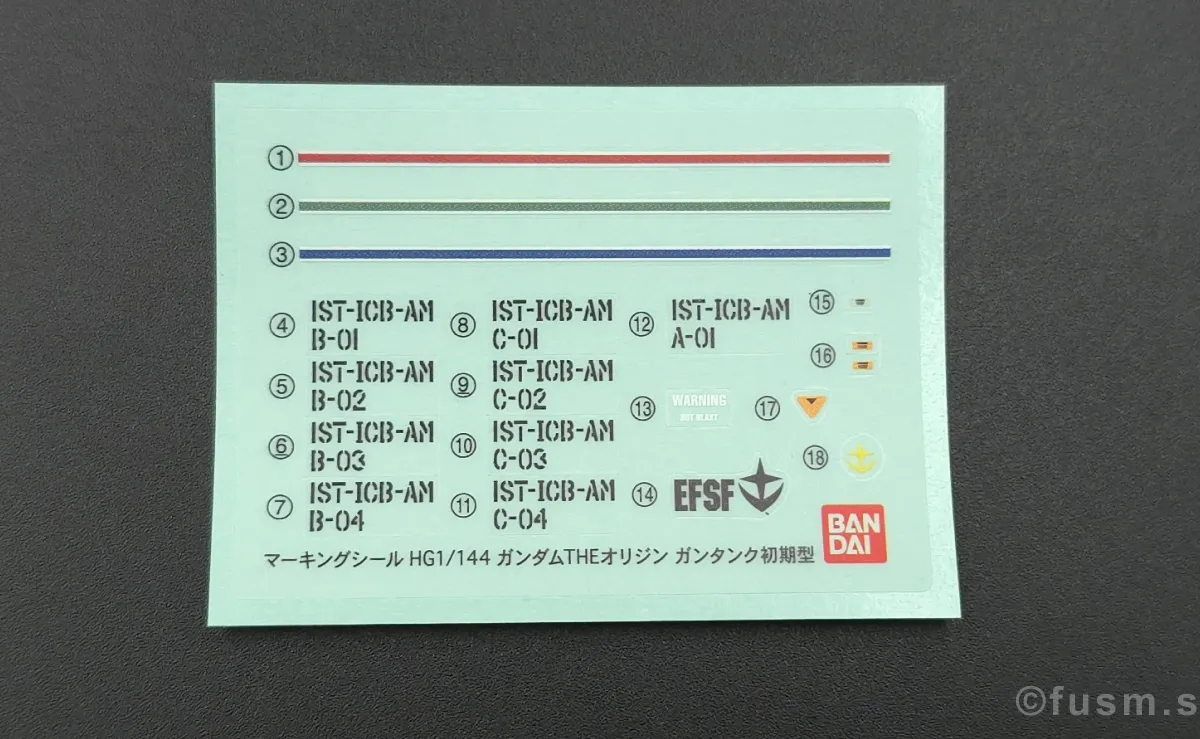 ①
②
③
④ IST-ICB-AM
B-01
⑤ IST-ICB-AM
B-02
⑥ IST-ICB-AM
B-03
⑦ IST-ICB-AM
B-04
⑧ IST-ICB-AM
C-01
⑨ IST-ICB-AM
C-02
⑩ IST-ICB-AM
C-03
⑪ IST-ICB-AM
C-04
⑫ IST-ICB-AM
A-01
⑬ WARNING
⑭ EFSF
⑮
⑯
⑰
⑱
マーキングシール HG1/144 ガンダムTHEオリジン ガンタンク初期型
BAN
DAI
©fusm.s